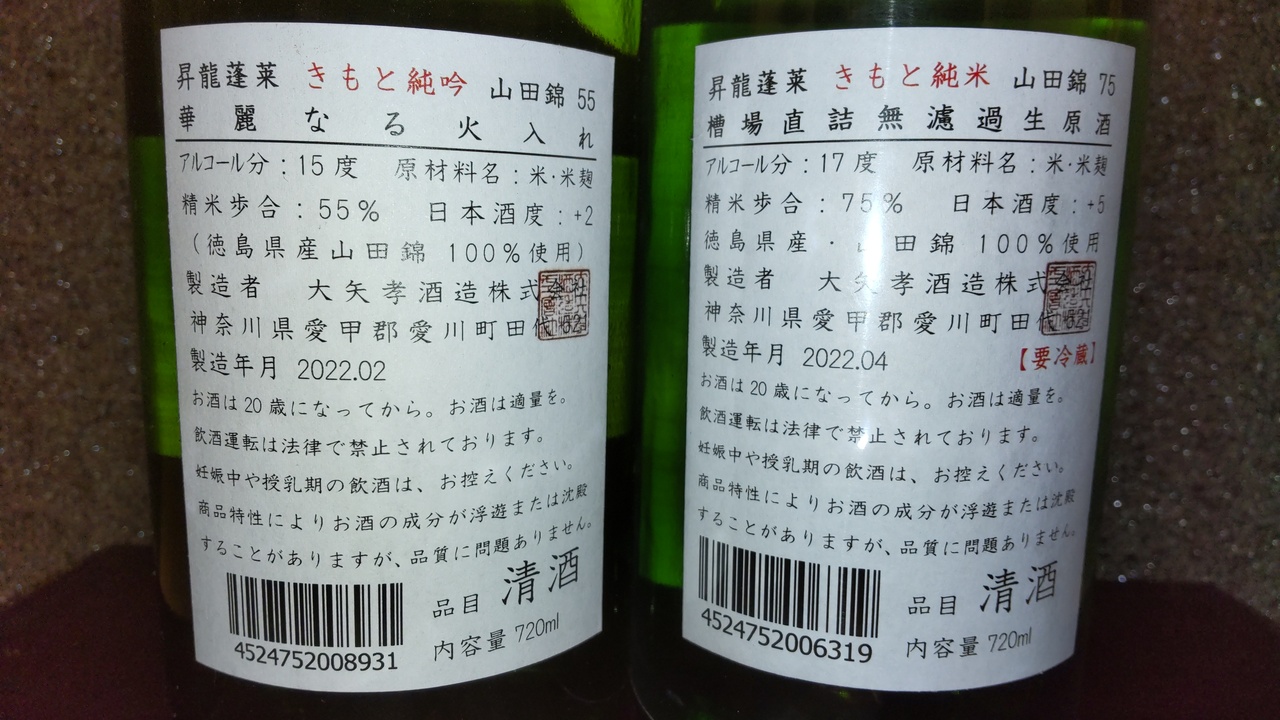 昇龍蓬莱 きもと純吟 山田錦 55
華麗なる火入れ
アルコール分：15度 原材料名：米・米麹
精米歩合：55% 日本酒度：+2
（徳島県産山田錦 100%使用）
製造者 大矢孝酒造株式会社
神奈川県愛甲郡愛川町田代
製造年月 2022.02
お酒は20歳になってから。お酒は適量を。
飲酒運転は法律で禁止されております。
妊娠中や授乳期の飲酒は、お控えください。
商品特性によりお酒の成分が浮遊または沈殿
することがありますが、品質に問題ありません。
品目 清酒
内容量 720ml
4524752008931
昇龍蓬莱 きもと純米 山田錦 75
槽場直詰無濾過生原酒
アルコール分：17度 原材料名：米・米麹
精米歩合：75% 日本酒度：+5
徳島県産・山田錦 100%使用
製造者 大矢孝酒造株式会社
神奈川県愛甲郡愛川町田代
製造年月 2022.04 【要冷蔵】
お酒は20歳になってから。お酒は適量を。
飲酒運転は法律で禁止されております。
妊娠中や授乳期の飲酒は、お控えください。
商品特性によりお酒の成分が浮遊または沈殿
することがありますが、品質に問題ありません。
品目 清酒
内容量 720ml
4524752006319